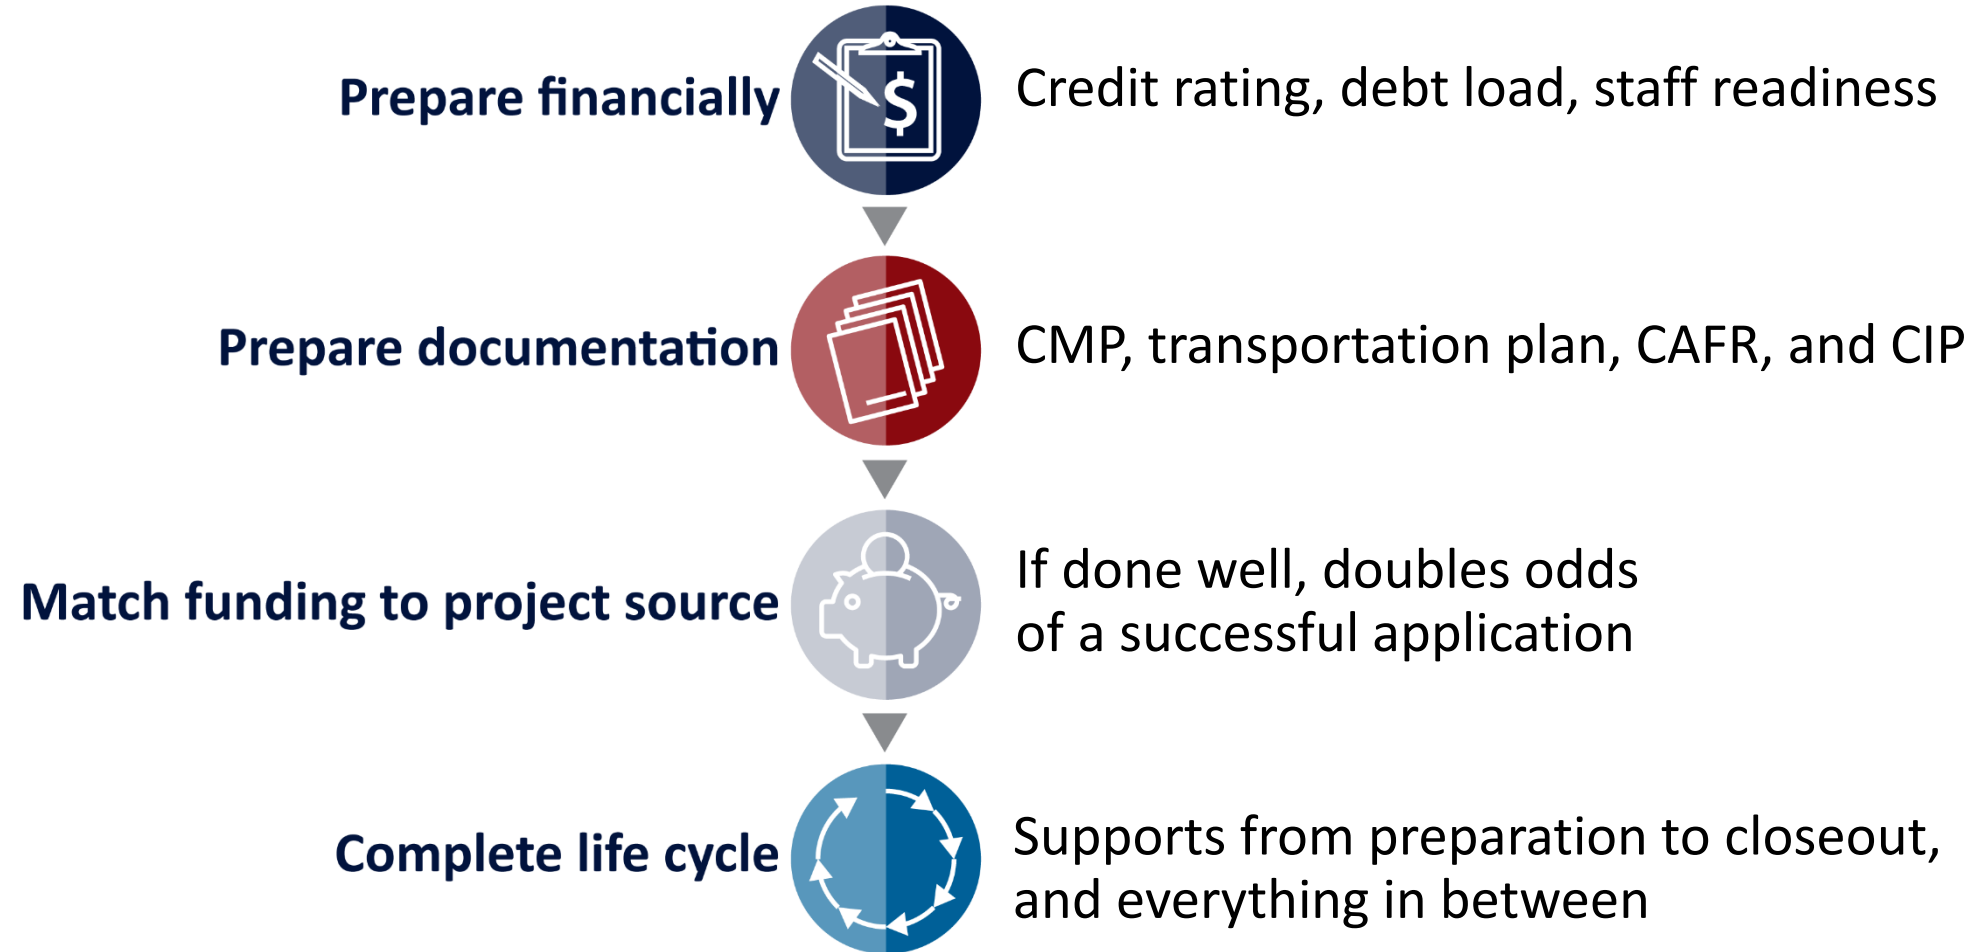 Prepare financially
$
Credit rating, debt load, staff readiness
Prepare documentation
CMP, transportation plan, CAFR, and CIP
Match funding to project source
If done well, doubles odds
of a successful application
Complete life cycle
Supports from preparation to closeout,
and everything in between